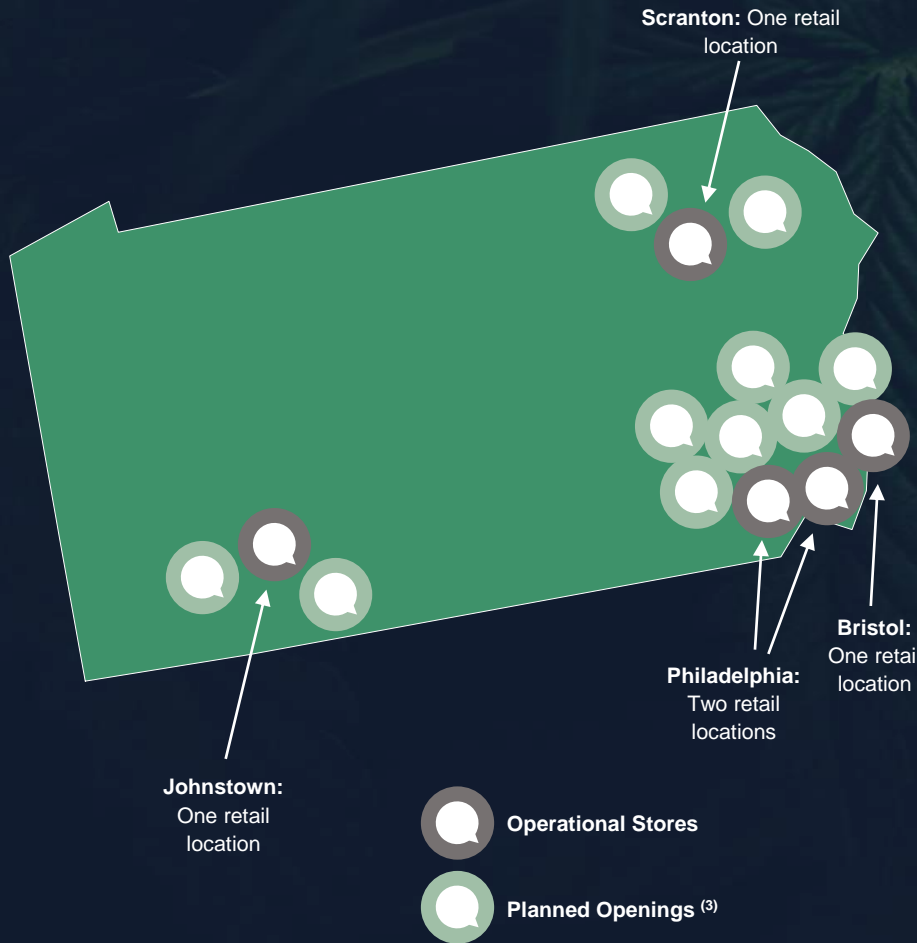 Scranton: One retail
location
Bristol:
One retail
location
Philadelphia:
Two retail
locations
Johnstown:
One retail
location
Operational Stores
Planned Openings (3)